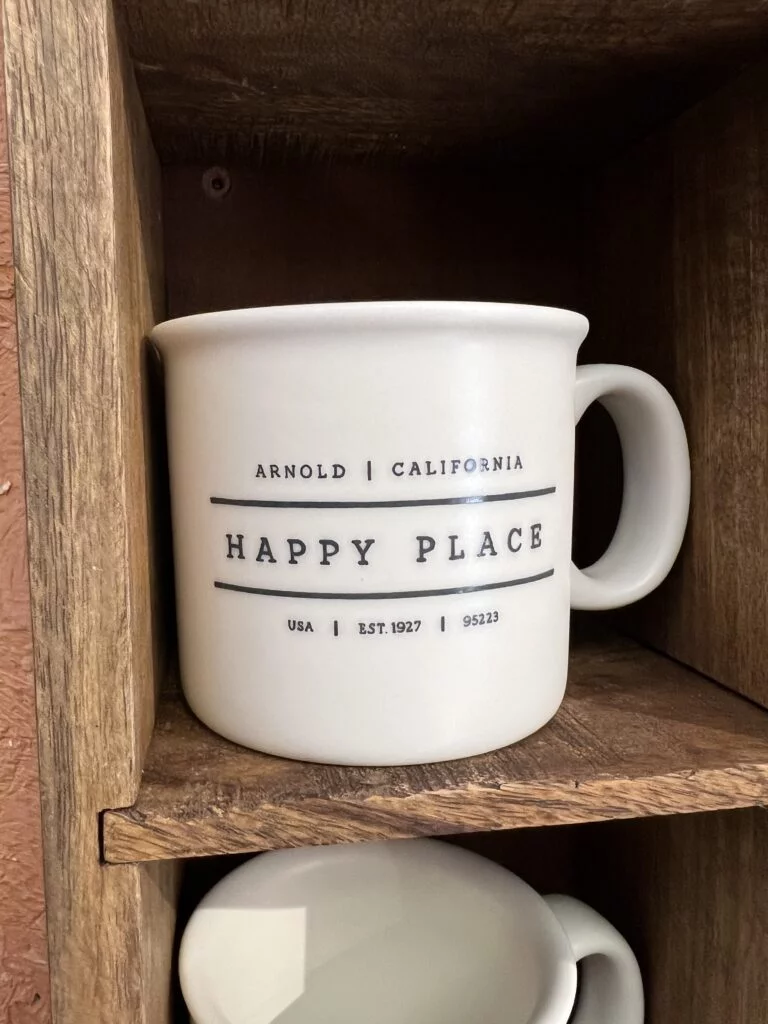 ARNOLD | CALIFORNIA
HAPPY PLACE
USA | EST. 1927 | 95223